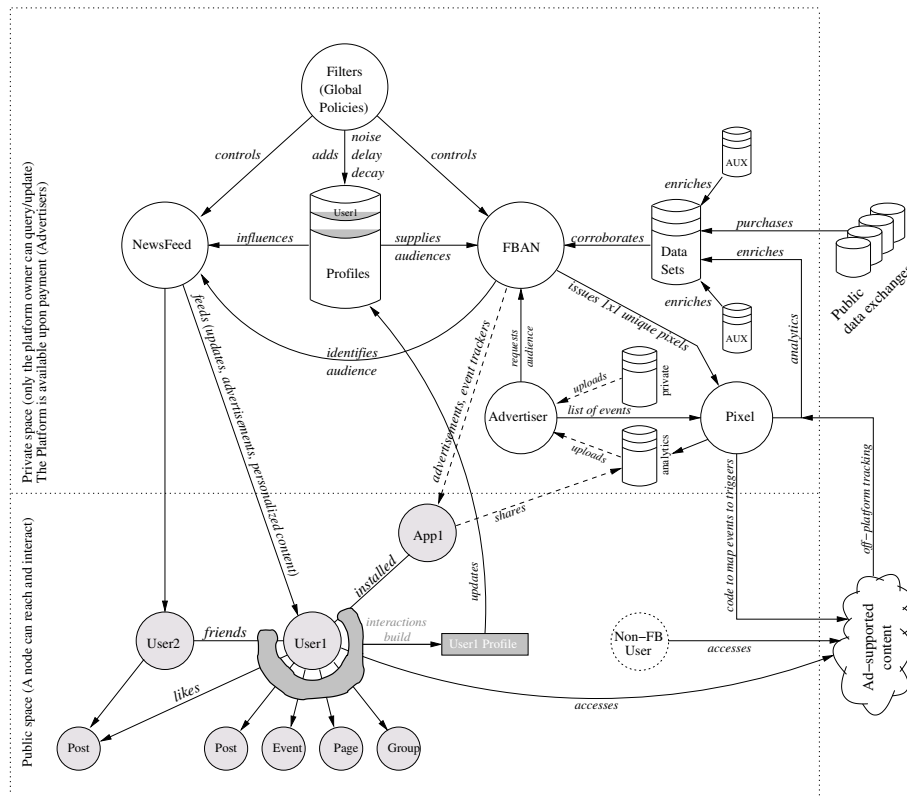 Filters
(Global
Policies)
controls
adds
noise
delay
decay
controls
AUX
enriches
User1
NewsFeed
influences
Profiles
supplies
audiences
FBAN
corroborates
Data
Sets
purchases
enriches
enriches
AUX
Public
data exchanges
Private space (only the platform owner can query/update)
The Platform is available upon payment (Advertisers)
feeds (updates, advertisements, personalized content)
identifies
audience
advertisements, event trackers
requests
audience
issues 1x1 unique pixels
analytics
uploads
private
Advertiser
list of events
Pixel
uploads
analytics
App1
shares
code to map events to triggers
off−platform tracking
Public space (A node can reach and interact)
installed
updates
User2
friends
User1
interactions
build
User1 Profile
Non−FB
User
accesses
Ad−supported
content
likes
accesses
Post
Post
Event
Page
Group